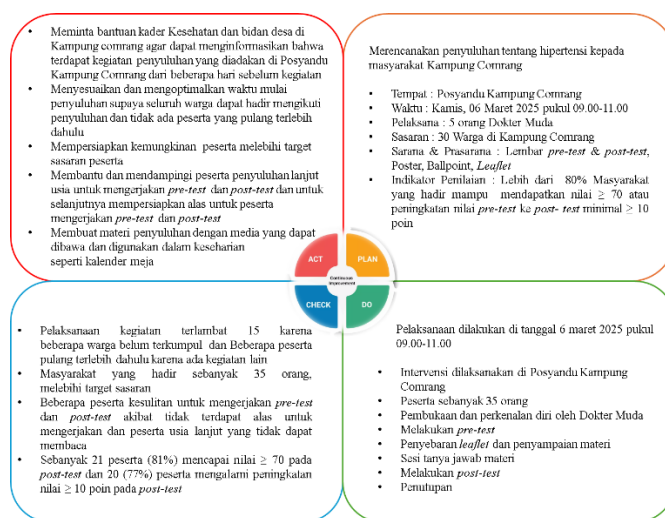 • Meminta bantuan kader Kesehatan dan bidan desa di
Kampung comrang agar dapat menginformasikan bahwa
terdapat kegiatan penyuluhan yang diadakan di Posyandu
Kampung Comrang dari beberapa hari sebelum kegiatan
• Menyesuaikan dan mengoptimalkan waktu mulai
penyuluhan supaya seluruh warga dapat hadir mengikuti
penyuluhan dan tidak ada peserta yang pulang terlebih
dahulu
• Mempersiapkan kemungkinan peserta melebihi target
sasaran peserta
• Membantu dan mendampingi peserta penyuluhan lanjut
usia untuk mengerjakan pre-test dan post-test dan untuk
selanjutnya mempersiapkan alas untuk peserta
mengerjakan pre-test dan post-test
• Membuat materi penyuluhan dengan media yang dapat
dibawa dan digunakan dalam keseharian
seperti kalender meja
Merencanakan penyuluhan tentang hipertensi kepada
masyarakat Kampung Comrang
• Tempat : Posyandu Kampung Comrang
• Waktu : Kamis, 06 Maret 2025 pukul 09.00-11.00
• Pelaksana : 5 orang Dokter Muda
• Sasaran : 30 Warga di Kampung Comrang
• Sarana & Prasarana : Lembar pre-test & post-test,
Poster, Ballpoint, Leaflet
• Indikator Penilaian : Lebih dari 80% Masyarakat
yang hadir mampu mendapatkan nilai ≥ 70 atau
peningkatan nilai pre-test ke post- test minimal ≥ 10
poin
ACT
PLAN
Continuous
Improvement
CHECK
DO
• Pelaksanaan kegiatan terlambat 15 karena
beberapa warga belum terkumpul dan Beberapa peserta
pulang terlebih dahulu karena ada kegiatan lain
• Masyarakat yang hadir sebanyak 35 orang,
melebihi target sasaran
• Beberapa peserta kesulitan untuk mengerjakan pre-test
dan post-test akibat tidak terdapat alas untuk
mengerjakan dan peserta usia lanjut yang tidak dapat
membaca
• Sebanyak 21 peserta (81%) mencapai nilai ≥ 70 pada
post-test dan 20 (77%) peserta mengalami peningkatan
nilai ≥ 10 poin pada post-test
Pelaksanaan dilakukan di tanggal 6 maret 2025 pukul
09.00-11.00
• Intervensi dilaksanakan di Posyandu Kampung
Comrang
• Peserta sebanyak 35 orang
• Pembukaan dan perkenalan diri oleh Dokter Muda
• Melakukan pre-test
• Penyebaran leaflet dan penyampaian materi
• Sesi tanya jawab materi
• Melakukan post-test
• Penutupan